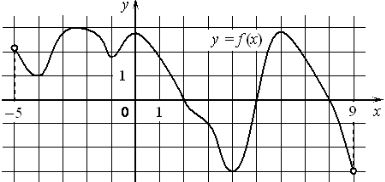 y
y = f(x)
1
−5 0 1 9 x